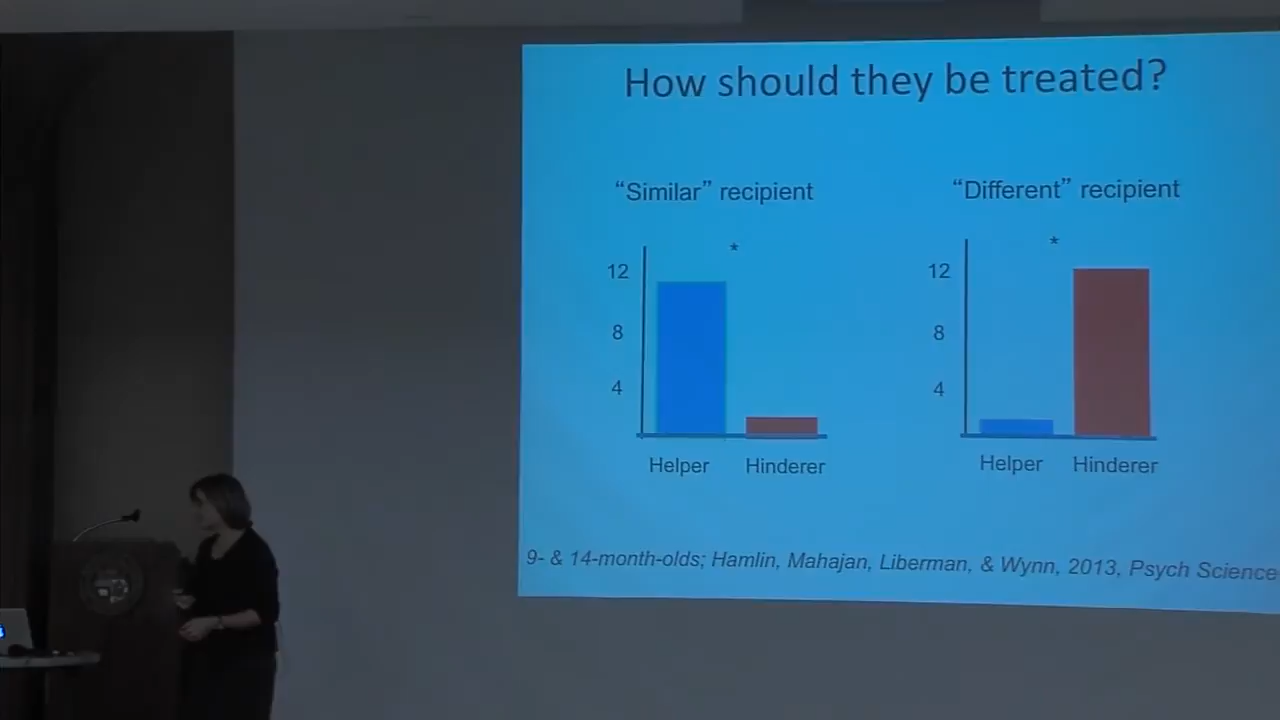 How should they be treated?
“Similar” recipient
“Different” recipient
*
*
12
8
4
12
8
4
Helper Hinderer
Helper Hinderer
9- & 14-month-olds; Hamlin, Mahajan, Liberman, & Wynn, 2013, Psych Science